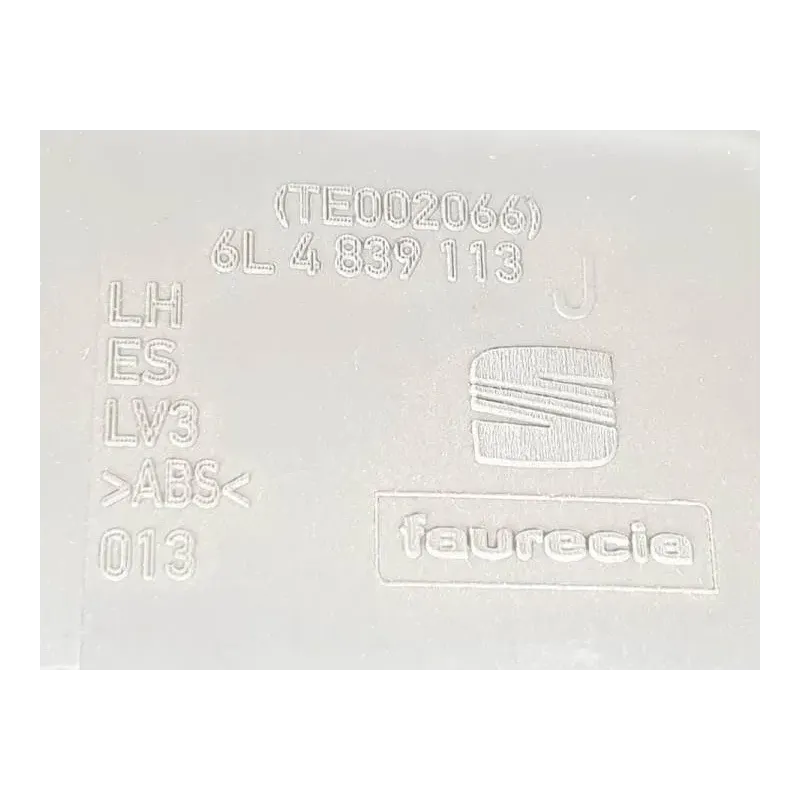 (TE002066)
6L 4 839 113
J
LH
ES
LV3
>ABS<
013
faurecia